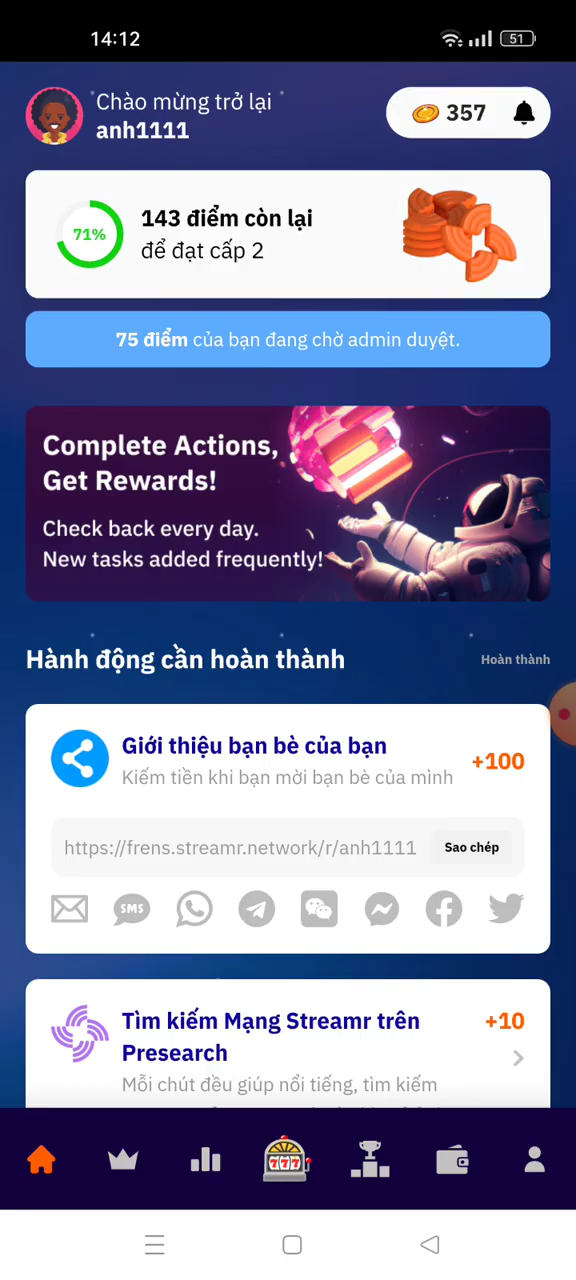 14:12
51
Chào mừng trở lại
anh1111
357
71%
143 điểm còn lại
để đạt cấp 2
75 điểm của bạn đang chờ admin duyệt.
Complete Actions,
Get Rewards!
Check back every day.
New tasks added frequently!
Hành động cần hoàn thành
Hoàn thành
Giới thiệu bạn bè của bạn
+100
Kiếm tiền khi bạn mời bạn bè của mình
https://frens.streamr.network/r/anh1111
Sao chép
SMS
Tìm kiếm Mạng Streamr trên
+10
Presearch
Mỗi chút đều giúp nổi tiếng, tìm kiếm
777